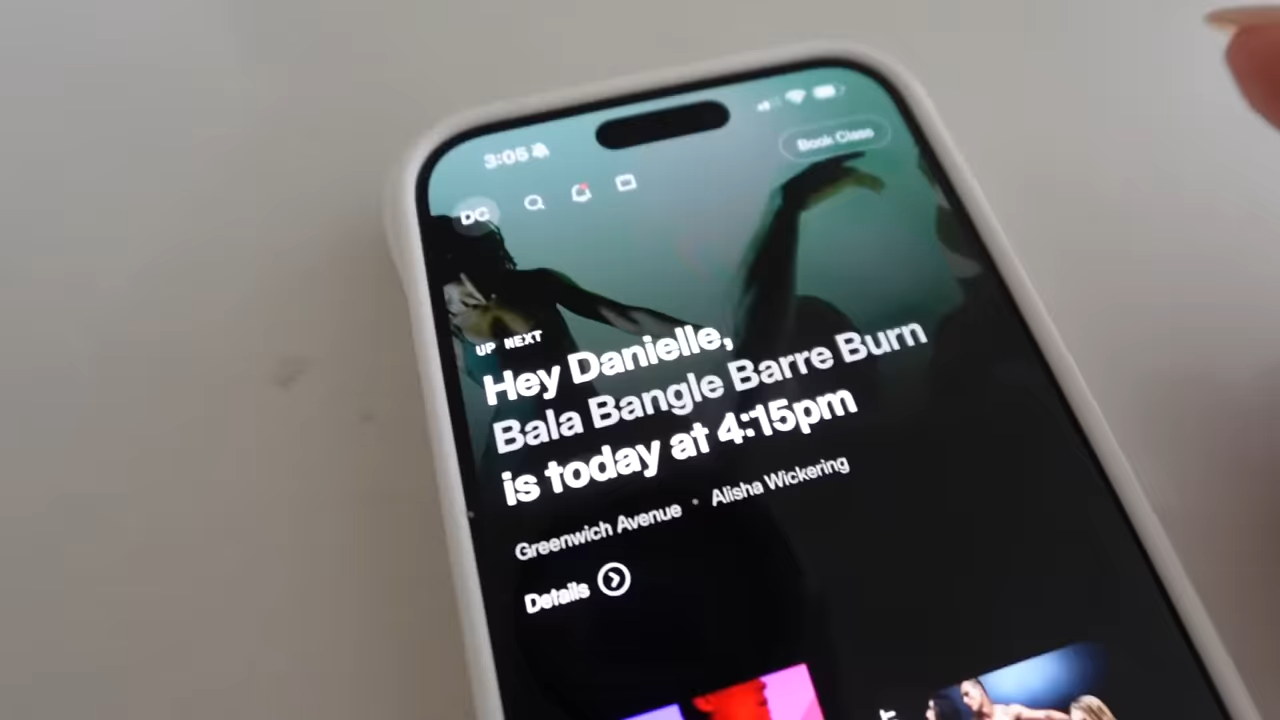 3:05
Book Class
DC
UP NEXT
Hey Danielle,
Bala Bangle Barre Burn
is today at 4:15pm
Greenwich Avenue • Alisha Wickering
Details